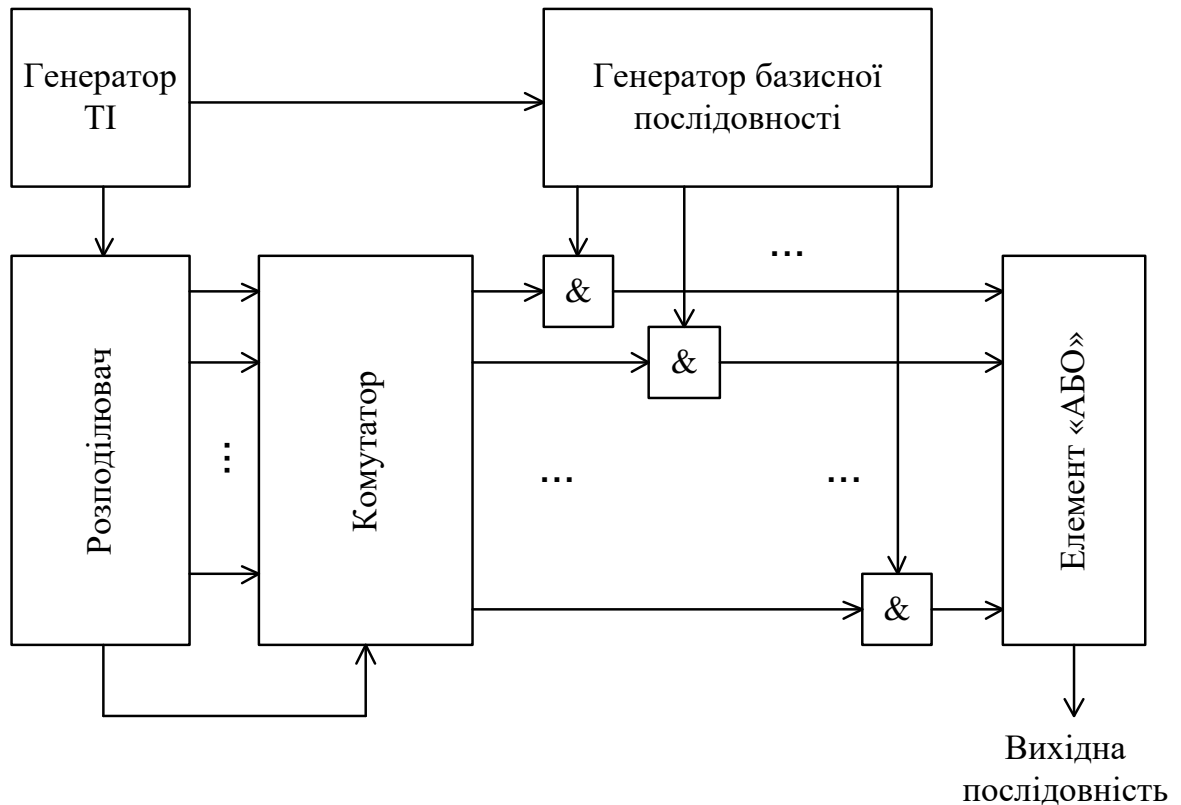 Генератор
ТІ
Генератор базисної
послідовності
...
&
&
Розподілювач
...
Комутатор
...
...
Елемент «АБО»
&
Вихідна
послідовність